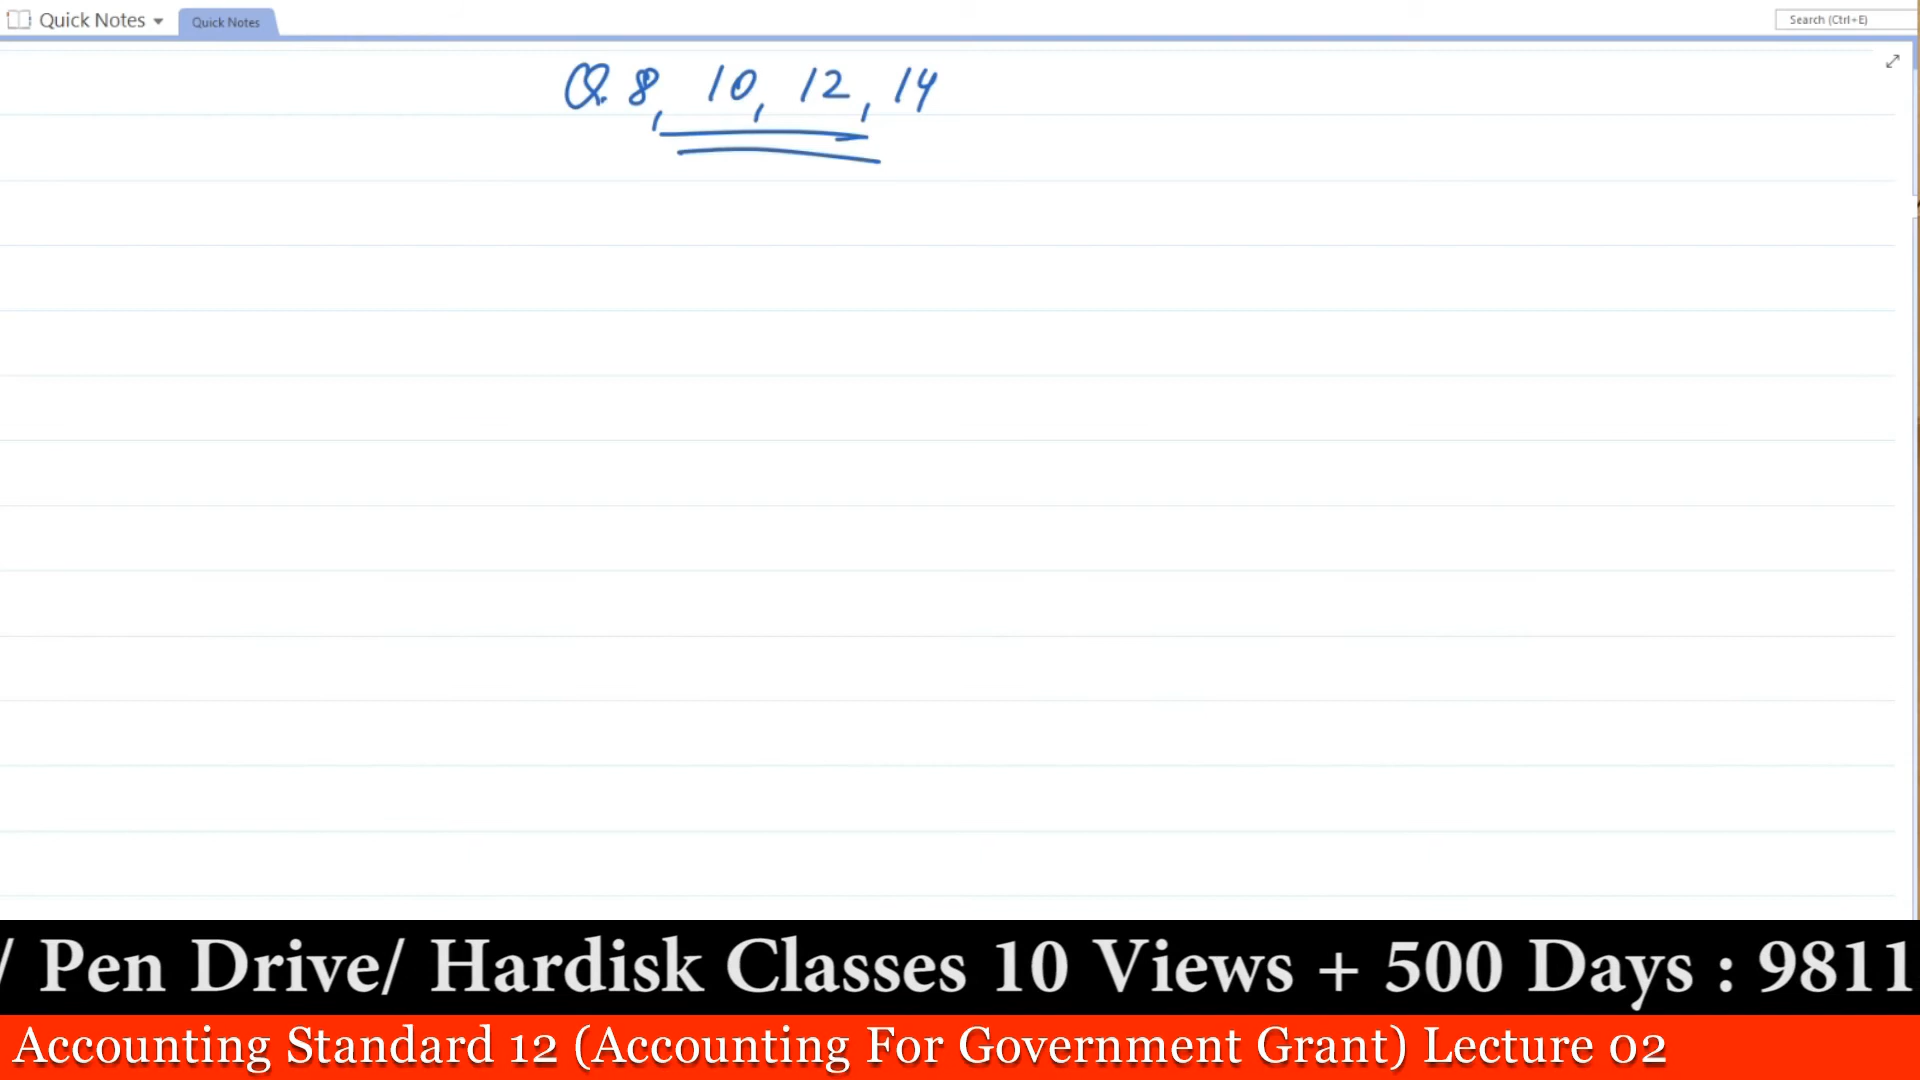 Quick Notes
Quick Notes
Search (Ctrl+E)
Q. 8, 10, 12, 14
/ Pen Drive/ Hardisk Classes 10 Views + 500 Days : 9811
Accounting Standard 12 (Accounting For Government Grant) Lecture 02